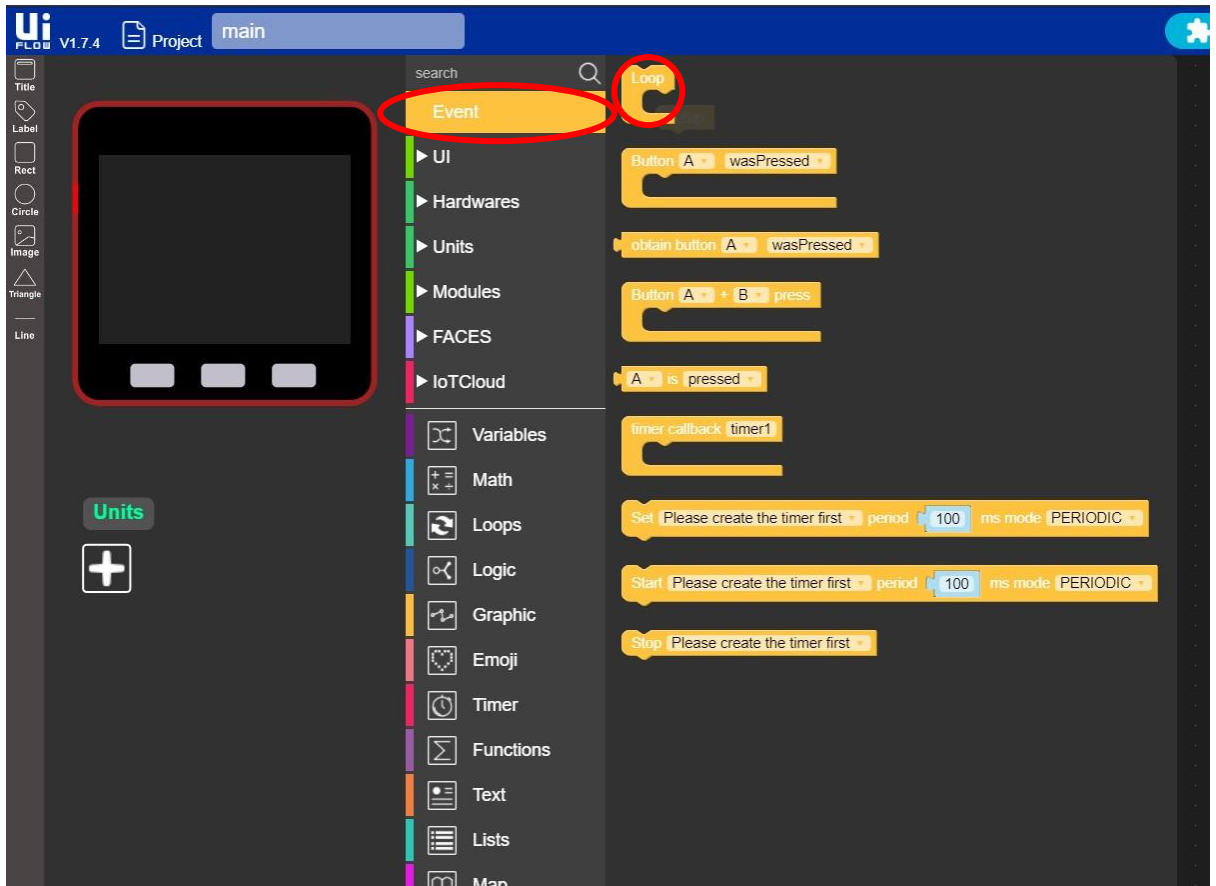 Ui
FLOW V1.7.4 Project main
Title
Label
Rect
Circle
Image
Triangle
Line
Units
search
Event
UI
Hardwares
Units
Modules
FACES
IoTCloud
Variables
Math
Loops
Logic
Graphic
Emoji
Timer
Functions
Text
Lists
Map
Loop
Button A wasPressed
obtain button A wasPressed
Button A + B press
A is pressed
timer callback timer1
Set Please create the timer first period 100 ms mode PERIODIC
Start Please create the timer first period 100 ms mode PERIODIC
Stop Please create the timer first